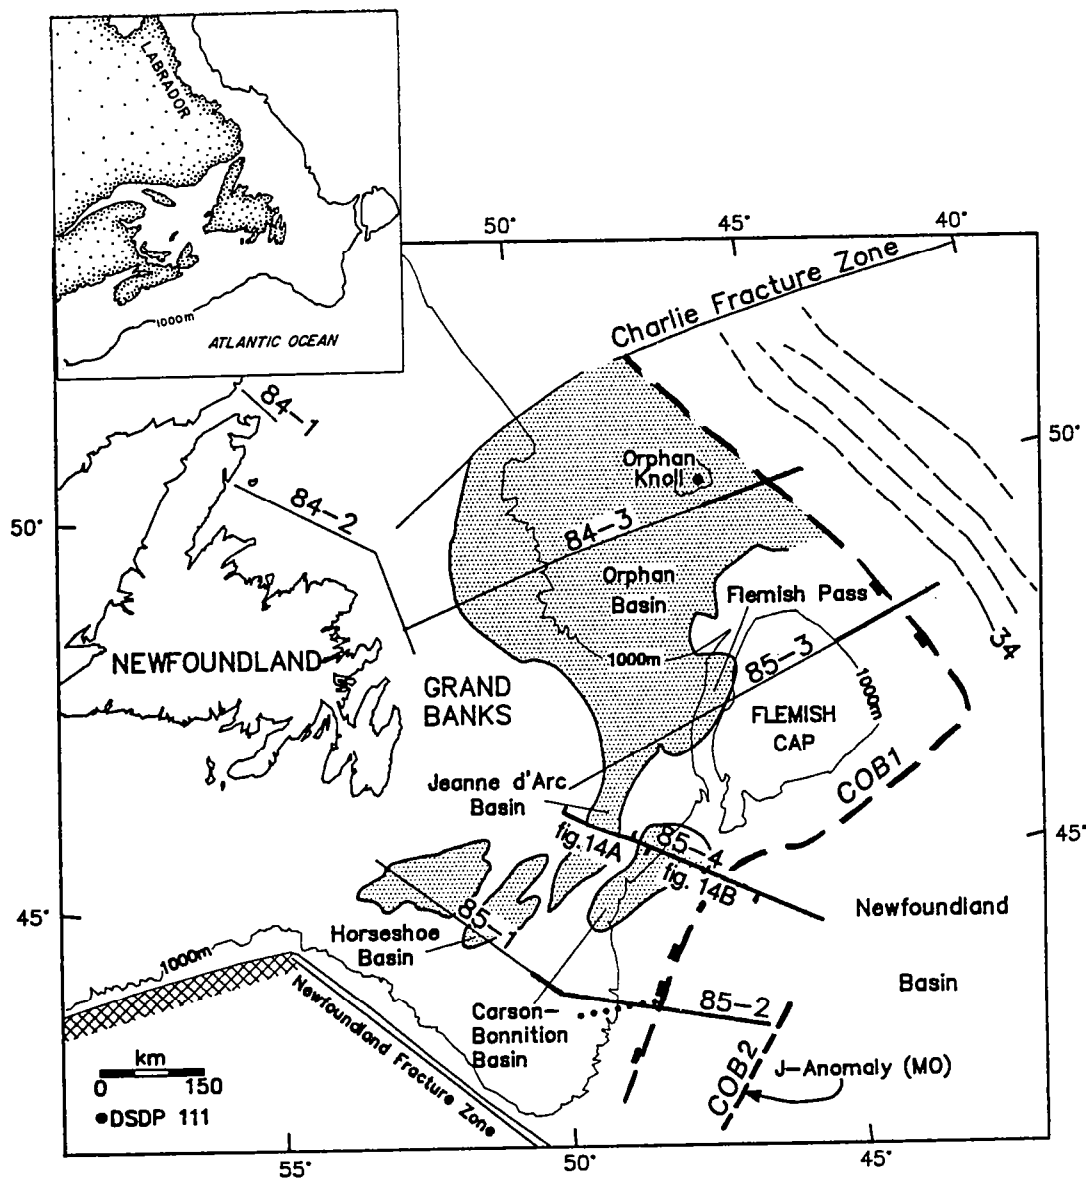 LABRADOR
1000m
ATLANTIC OCEAN
50°
45°
40°
Charlie Fracture Zone
84-1
50°
Orphan
Knoll
84-2
84-3
50°
Orphan
Basin
Flemish Pass
34
NEWFOUNDLAND
1000m
85-3
1000m
GRAND
BANKS
FLEMISH
CAP
COB1
Jeanne d'Arc
Basin
45°
fig. 14A
85-4
fig. 14B
45°
85-1
Newfoundland
Basin
Horseshoe
Basin
1000m
Newfoundland Fracture Zone
Carson-
Bonnition
Basin
85-2
COB2
J-Anomaly (MO)
km
0 150
DSDP 111
55°
50°
45°